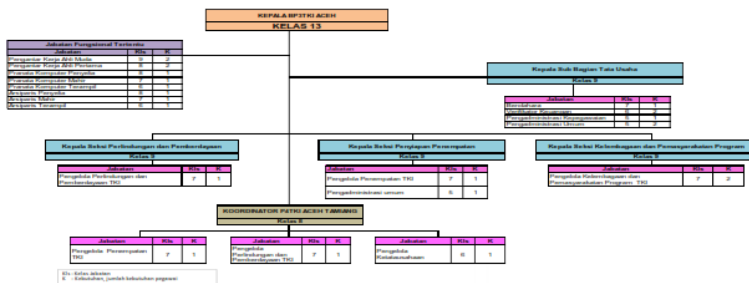 KEPALA BP3TKI ACEH
KELAS 13
Jabatan Fungsional Tertentu
Jabatan Kls K
Pengantar Kerja Ahli Muda 9 2
Pengantar Kerja Ahli Pertama 8 2
Pranata Komputer Penyelia 8 1
Pranata Komputer Mahir 7 1
Pranata Komputer Terampil 6 1
Arsiparis Penyelia 8 1
Arsiparis Mahir 7 1
Arsiparis Terampil 6 1
Kepala Sub Bagian Tata Usaha
Kelas 9
Jabatan Kls K
Bendahara 7 1
Verifikator Keuangan 6 2
Pengadministrasi Kepegawaian 5 1
Pengadministrasi Umum 5 2
Kepala Seksi Perlindungan dan Pemberdayaan
Kelas 9
Jabatan Kls K
Pengelola Perlindungan dan
Pemberdayaan TKI 7 1
Kepala Seksi Penyiapan Penempatan
Kelas 9
Jabatan Kls K
Pengelola Penempatan TKI 7 1
Pengadministrasi umum 5 1
Kepala Seksi Kelembagaan dan Pemasyarakatan Program
Kelas 9
Jabatan Kls K
Pengelola Kelembagaan dan
Pemasyarakatan Program TKI 7 2
KOORDINATOR P4TKI ACEH TAMIANG
Kelas 8
Jabatan Kls K
Pengelola Penempatan
TKI 7 1
Jabatan Kls K
Pengelola
Perlindungan dan
Pemberdayaan TKI 7 1
Jabatan Kls K
Pengelola
Ketatausahaan 6 1
Kls : Kelas Jabatan
K : Kebutuhan, jumlah kebutuhan pegawai